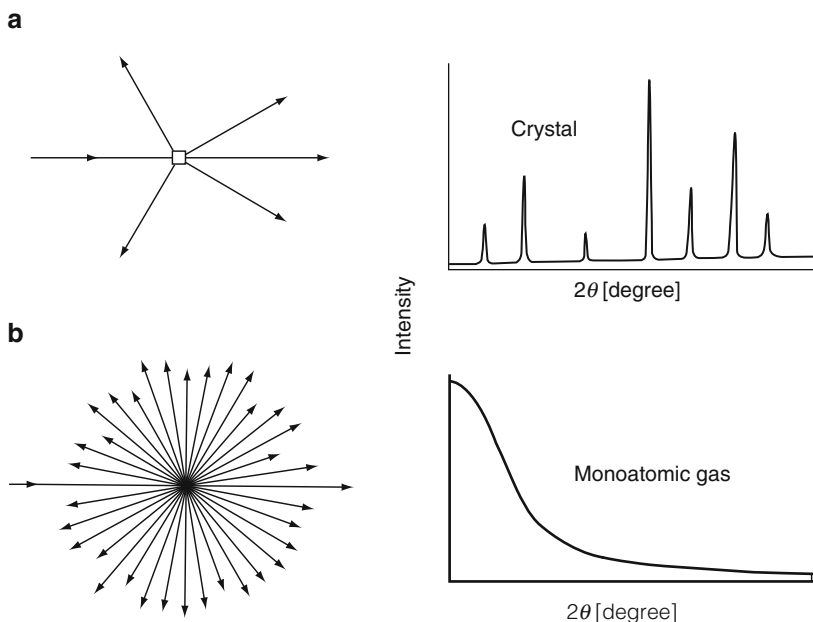 a
Crystal
2θ [degree]
Intensity
b
Monoatomic gas
2θ [degree]